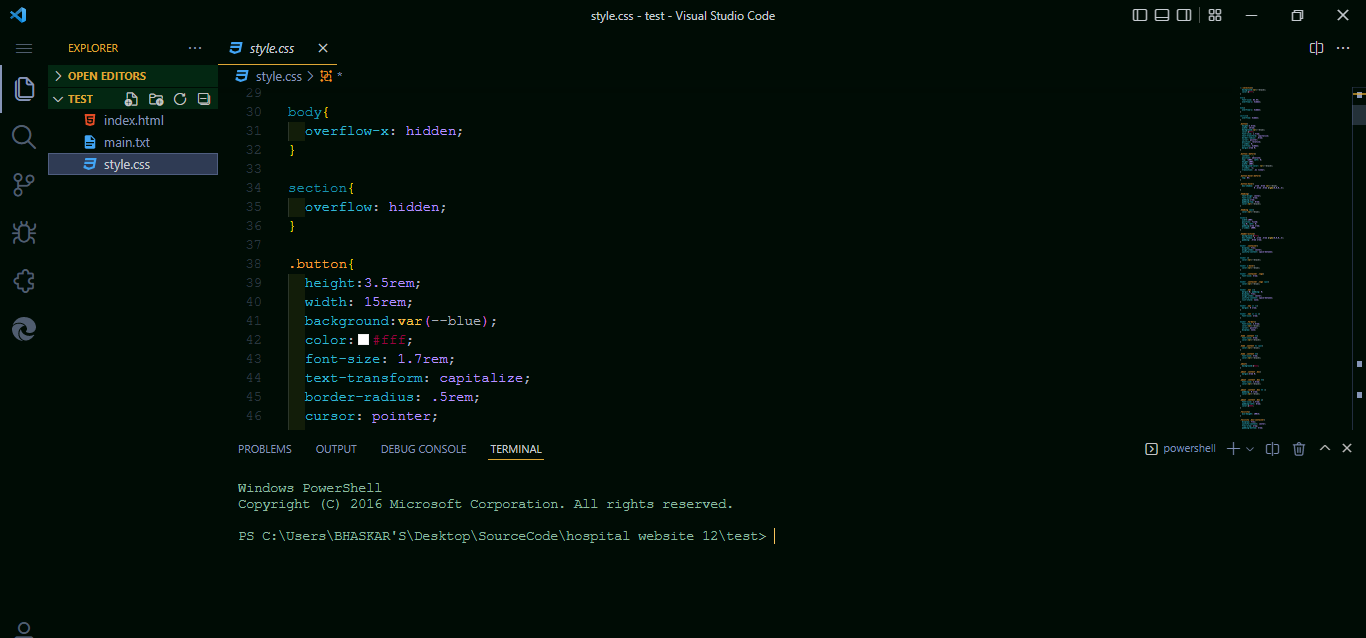 style.css - test - Visual Studio Code
EXPLORER
style.css
OPEN EDITORS
TEST
index.html
main.txt
style.css
style.css > *
29
30 body{
31 overflow-x: hidden;
32 }
33
34 section{
35 overflow: hidden;
36 }
37
38 .button{
39 height:3.5rem;
40 width: 15rem;
41 background:var(--blue);
42 color: #fff;
43 font-size: 1.7rem;
44 text-transform: capitalize;
45 border-radius: .5rem;
46 cursor: pointer;
PROBLEMS OUTPUT DEBUG CONSOLE TERMINAL powershell
Windows PowerShell
Copyright (C) 2016 Microsoft Corporation. All rights reserved.
PS C:\Users\BHASKAR'S\Desktop\SourceCode\hospital website 12\test>